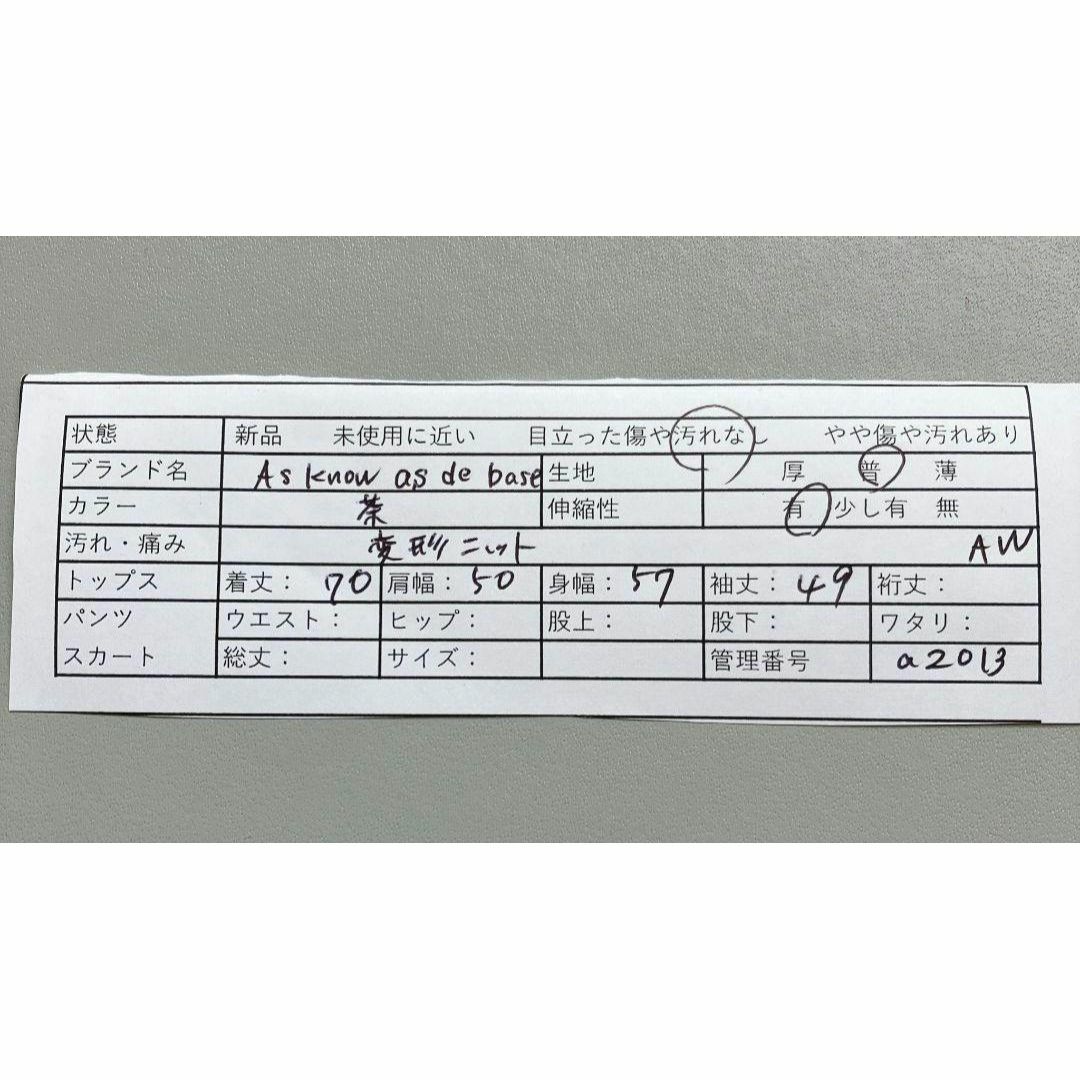 状態 新品 未使用に近い 目立った傷や汚れなし やや傷や汚れあり
ブランド名 As know as de base 生地 厚 普 薄
カラー 茶 伸縮性 有 少し有 無
汚れ・痛み 変形ニット AW
トップス 着丈： 70 肩幅： 50 身幅： 57 袖丈： 49 裄丈：
パンツ ウエスト： ヒップ： 股上： 股下： ワタリ：
スカート 総丈： サイズ： 管理番号 a2013